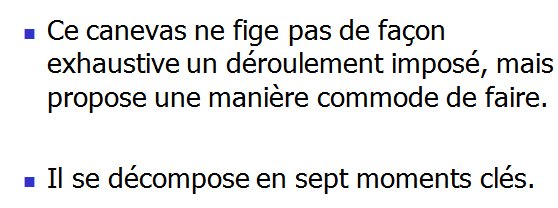 Ce canevas ne fige pas de façon
exhaustive un déroulement imposé, mais
propose une manière commode de faire.
Il se décompose en sept moments clés.